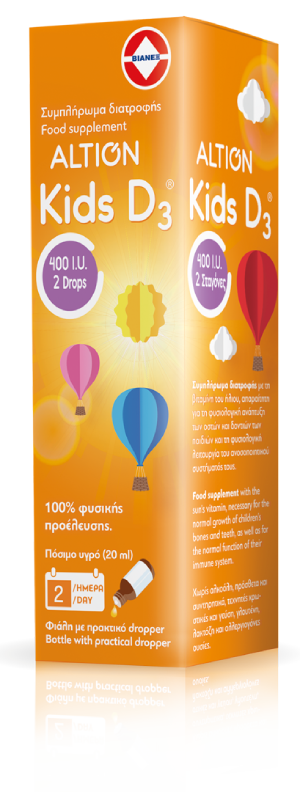 BIANEX
Συμπλήρωμα διατροφής
Food supplement
ALTION
Kids D3®
400 I.U.
2 Drops
100% φυσικής
προέλευσης.
Πόσιμο υγρό (20 ml)
2 /ΗΜΕΡΑ
/DAY
Φιάλη με πρακτικό dropper
Bottle with practical dropper
ALTION
Kids D3®
400 I.U.
2 Σταγόνες
Συμπλήρωμα διατροφής με τη
βιταμίνη του ήλιου, απαραίτητη
για τη φυσιολογική ανάπτυξη
των οστών και δοντιών των
παιδιών και τη φυσιολογική
λειτουργία του ανοσοποιητικού
συστήματός τους.
Food supplement with the
sun's vitamin, necessary for the
normal growth of children's
bones and teeth, as well as for
the normal function of their
immune system.
Χωρίς αλκοόλη, πρόσθετα και
συντηρητικά, τεχνητές χρω-
στικές και γεύση, γλουτένη,
λακτόζη και αλλεργιογόνες
ουσίες.